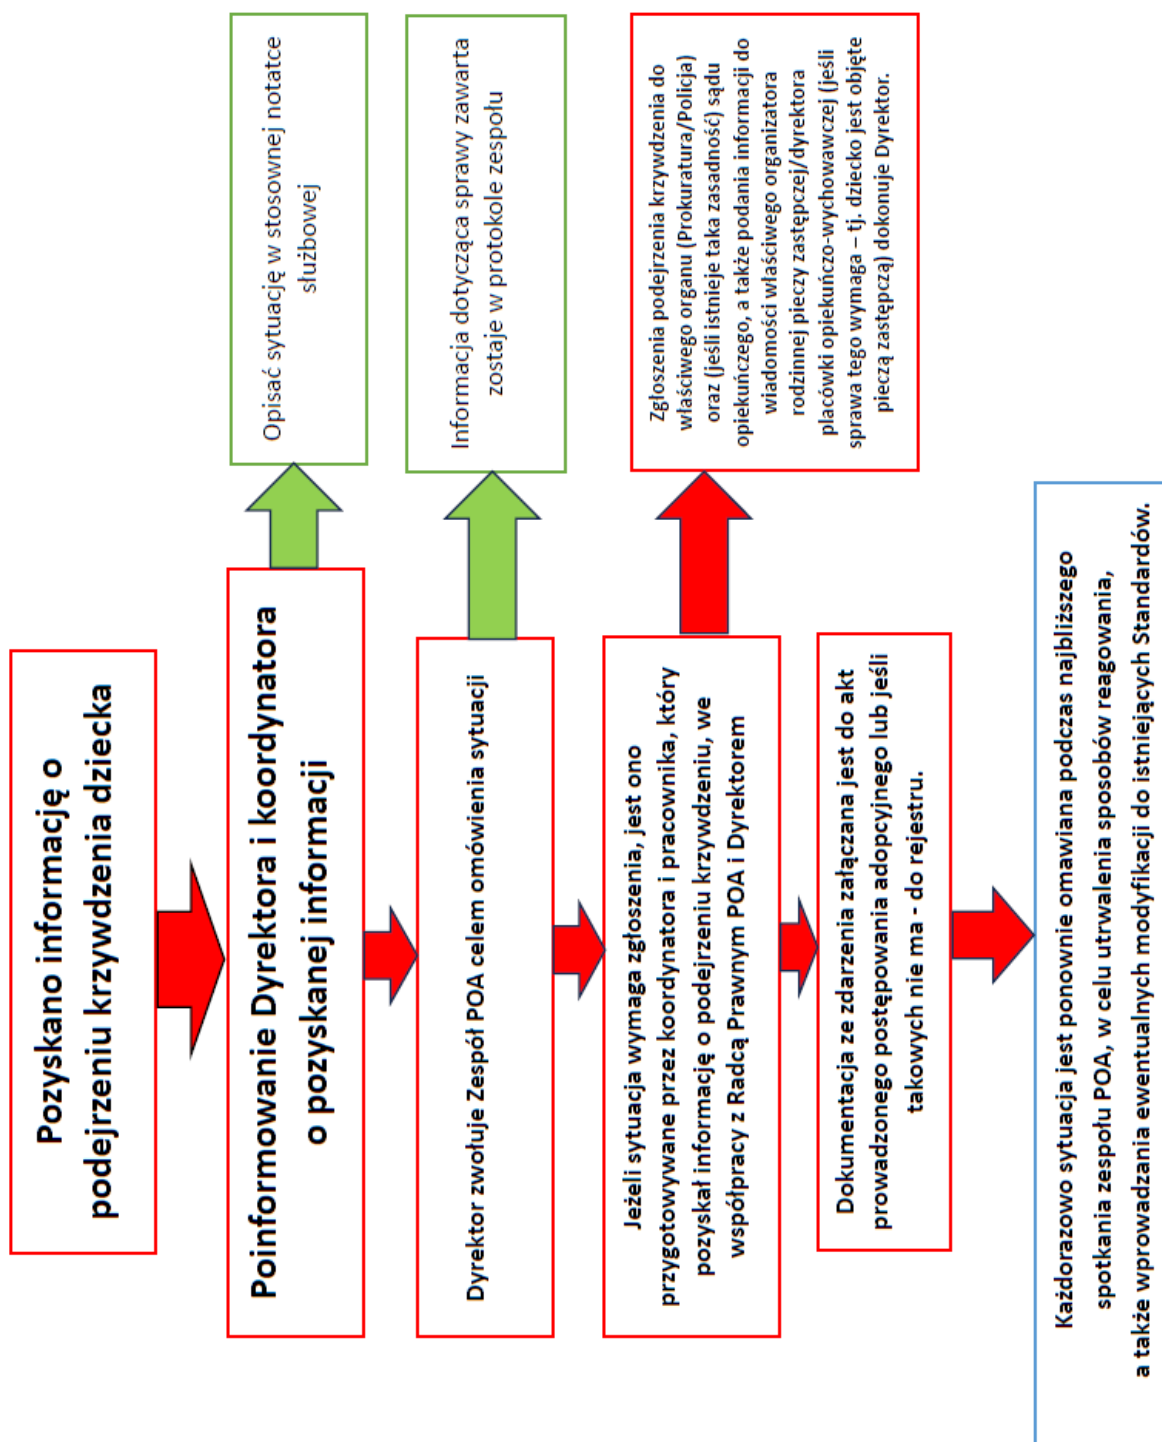 Pozyskano informację o
podejrzeniu krzywdzenia dziecka
Poinformowanie Dyrektora i koordynatora
o pozyskanej informacji
Opisać sytuację w stosownej notatce
służbowej
Dyrektor zwołuje Zespół POA celem omówienia sytuacji
Informacja dotycząca sprawy zawarta
zostaje w protokole zespołu
Jeżeli sytuacja wymaga zgłoszenia, jest ono
przygotowywane przez koordynatora i pracownika, który
pozyskał informację o podejrzeniu krzywdzeniu, we
współpracy z Radcą Prawnym POA i Dyrektorem
Zgłoszenia podejrzenia krzywdzenia do
właściwego organu (Prokuratura/Policja)
oraz (jeśli istnieje taka zasadność) sądu
opiekuńczego, a także podania informacji do
wiadomości właściwego organizatora
rodzinnej pieczy zastępczej/dyrektora
placówki opiekuńczo-wychowawczej (jeśli
sprawa tego wymaga – tj. dziecko jest objęte
pieczą zastępczą) dokonuje Dyrektor.
Dokumentacja ze zdarzenia załączana jest do akt
prowadzonego postępowania adopcyjnego lub jeśli
takowych nie ma - do rejestru.
Każdorazowo sytuacja jest ponownie omawiana podczas najbliższego
spotkania zespołu POA, w celu utrwalenia sposobów reagowania,
a także wprowadzania ewentualnych modyfikacji do istniejących Standardów.